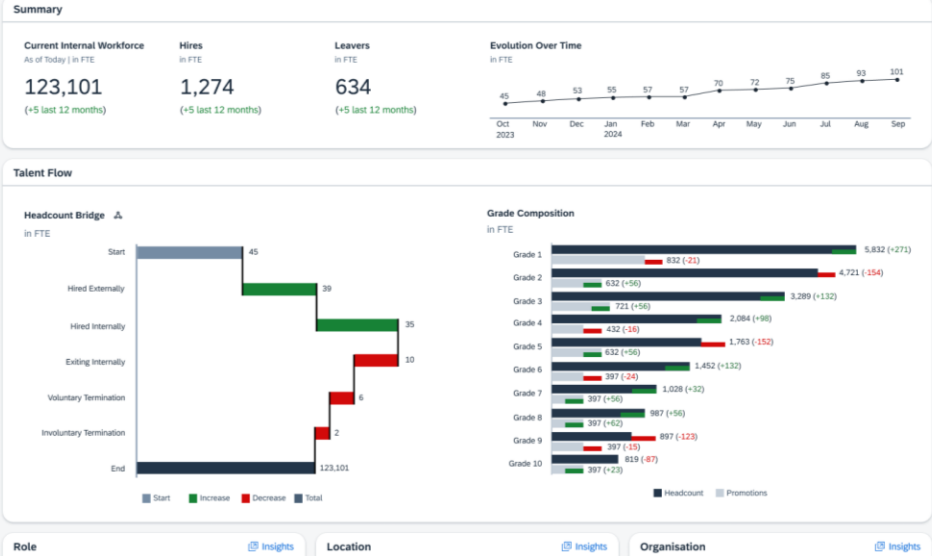 Summary
Current Internal Workforce
As of Today | in FTE
123,101
(+5 last 12 months)
Hires
in FTE
1,274
(+5 last 12 months)
Leavers
in FTE
634
(+5 last 12 months)
Evolution Over Time
in FTE
45 48 53 55 57 57 70 72 75 85 93 101
Oct Nov Dec Jan Feb Mar Apr May Jun Jul Aug Sep
2023 2024
Talent Flow
Headcount Bridge
in FTE
Start 45
Hired Externally 39
Hired Internally 35
Exiting Internally 10
Voluntary Termination 6
Involuntary Termination 2
End 123,101
Start Increase Decrease Total
Grade Composition
in FTE
Grade 1 5,832 (+271)
832 (-21)
Grade 2 4,721 (-154)
632 (+56)
Grade 3 3,289 (+132)
721 (+56)
Grade 4 2,084 (+98)
432 (-16)
Grade 5 1,763 (-152)
632 (+56)
Grade 6 1,452 (+132)
397 (-24)
Grade 7 1,028 (+32)
397 (+56)
Grade 8 987 (+56)
397 (+62)
Grade 9 897 (-123)
397 (-15)
Grade 10 819 (-87)
397 (+23)
Headcount Promotions
Role Insights
Location Insights
Organisation Insights